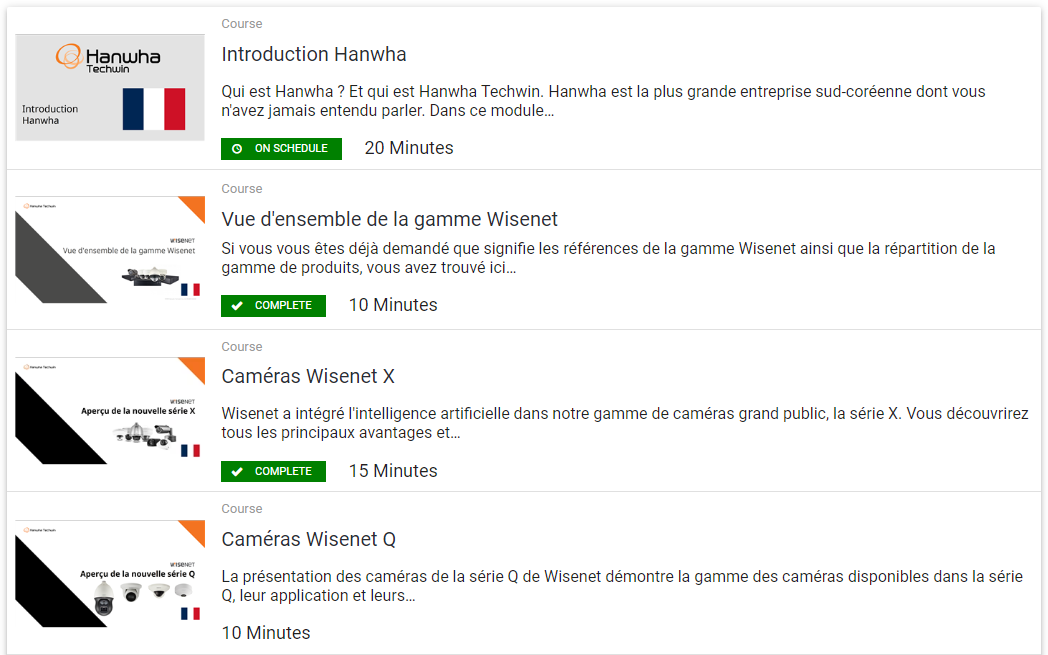 Course
Hanwha
Techwin
Introduction
Hanwha
Introduction Hanwha
Qui est Hanwha ? Et qui est Hanwha Techwin. Hanwha est la plus grande entreprise sud-coréenne dont vous
n'avez jamais entendu parler. Dans ce module…
ON SCHEDULE 20 Minutes
Course
Hanwha Techwin
WISENET
Vue d'ensemble de la gamme Wisenet
Vue d'ensemble de la gamme Wisenet
Si vous vous êtes déjà demandé que signifie les références de la gamme Wisenet ainsi que la répartition de la
gamme de produits, vous avez trouvé ici…
COMPLETE 10 Minutes
Course
Hanwha Techwin
WISENET
Aperçu de la nouvelle série X
Caméras Wisenet X
Wisenet a intégré l'intelligence artificielle dans notre gamme de caméras grand public, la série X. Vous découvrirez
tous les principaux avantages et…
COMPLETE 15 Minutes
Course
Hanwha Techwin
WISENET
Aperçu de la nouvelle série Q
Caméras Wisenet Q
La présentation des caméras de la série Q de Wisenet démontre la gamme des caméras disponibles dans la série
Q, leur application et leurs…
10 Minutes